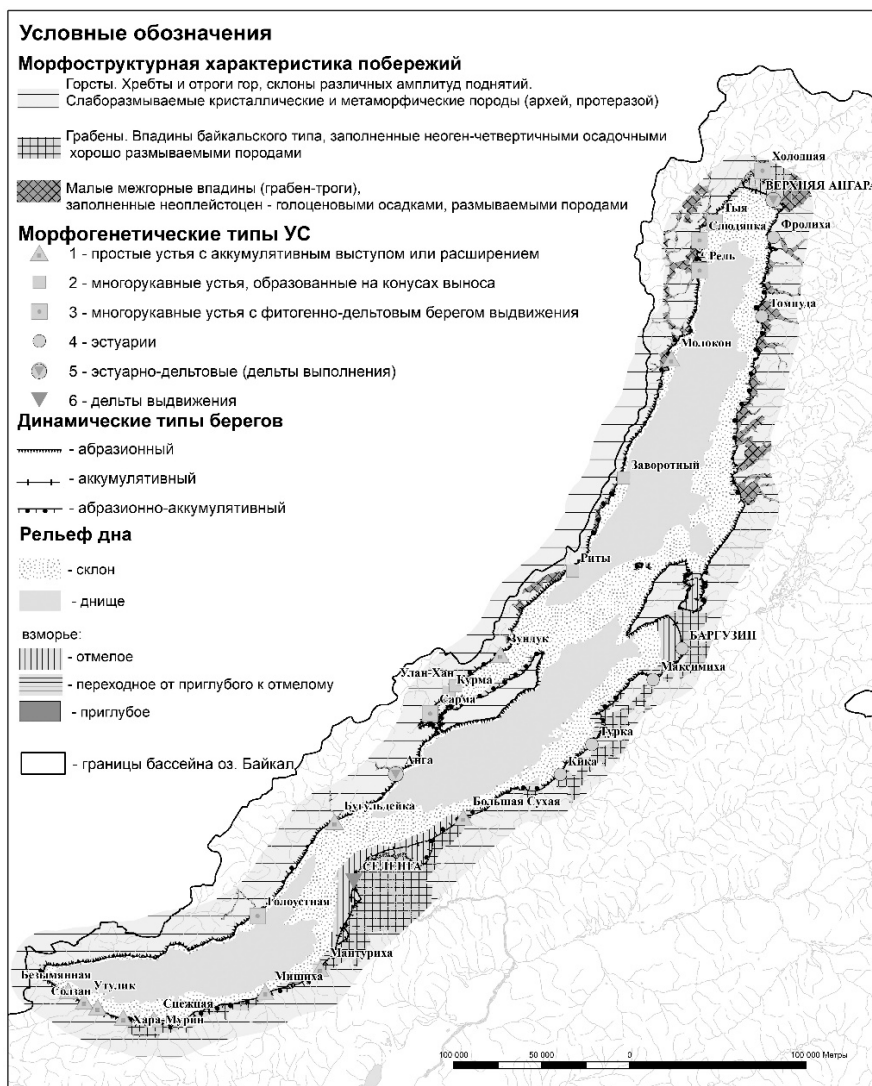 Условные обозначения
Морфоструктурная характеристика побережий
Горсты. Хребты и отроги гор, склоны различных амплитуд поднятий.
Слаборазмываемые кристаллические и метаморфические породы (архей, протеразой)
Грабены. Впадины байкальского типа, заполненные неоген-четвертичными осадочными
хорошо размываемыми породами
Малые межгорные впадины (грабен-троги),
заполненные неоплейстоцен - голоценовыми осадками, размываемыми породами
Морфогенетические типы УС
1 - простые устья с аккумулятивным выступом или расширением
2 - многорукавные устья, образованные на конусах выноса
3 - многорукавные устья с фитогенно-дельтовым берегом выдвижения
4 - эстуарии
5 - эстуарно-дельтовые (дельты выполнения)
6 - дельты выдвижения
Динамические типы берегов
- абразионный
- аккумулятивный
- абразионно-аккумулятивный
Рельеф дна
- склон
- днище
взморье:
- отмелое
- переходное от приглубого к отмелому
- приглубое
- границы бассейна оз. Байкал
Холодная
ВЕРХНЯЯ АНГАРА
Тыя
Слюдянка
Фролиха
Рель
Томпуда
Молокон
Заворотный
Риты
Зундук
БАРГУЗИН
Улан-Хан
Курма
Максимиха
Сарма
Турка
Анга
Кика
Бугульдейка
Большая Сухая
СЕЛЕНГА
Голоустная
Мантуриха
Безымянная
Солзан
Утулик
Снежная
Мишиха
Хара-Мурин
100 000 50 000 0 100 000 Метры